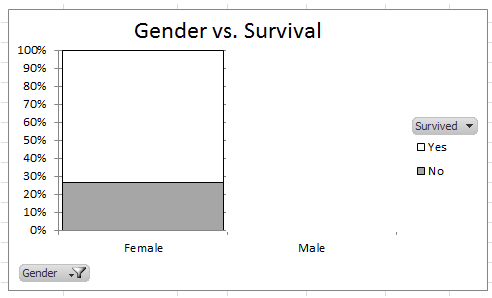 Gender vs. Survival
100%
90%
80%
70%
60%
50%
40%
30%
20%
10%
0%
Female Male
Survived
Yes
No
Gender